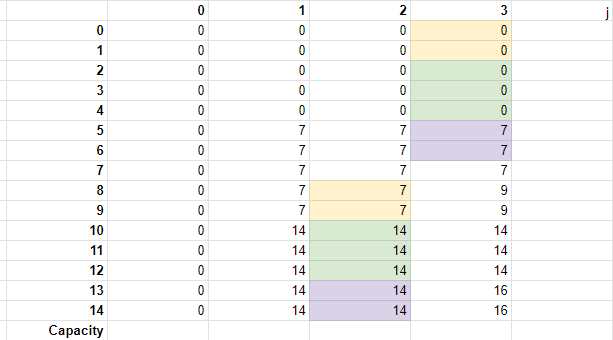 0 1 2 3 j
0 0 0 0 0
1 0 0 0 0
2 0 0 0 0
3 0 0 0 0
4 0 0 0 0
5 0 7 7 7
6 0 7 7 7
7 0 7 7 7
8 0 7 7 9
9 0 7 7 9
10 0 14 14 14
11 0 14 14 14
12 0 14 14 14
13 0 14 14 16
14 0 14 14 16
Capacity